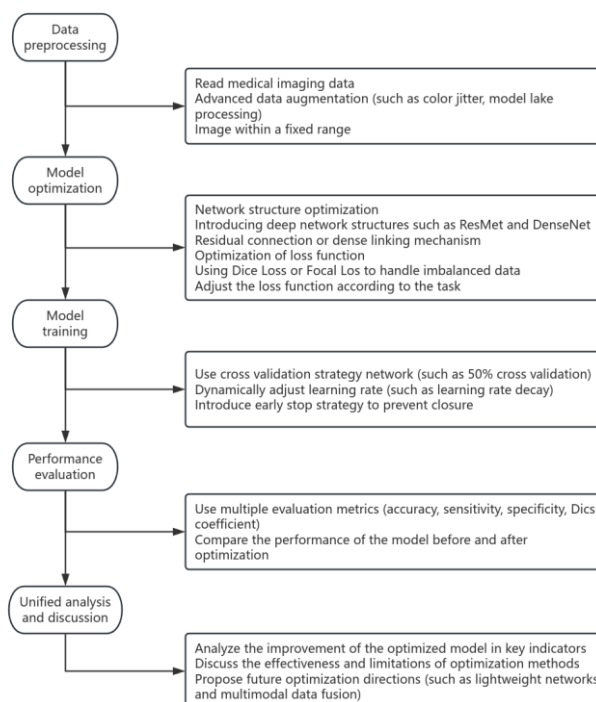 Data
preprocessing
Read medical imaging data
Advanced data augmentation (such as color jitter, model lake
processing)
Image within a fixed range
Model
optimization
Network structure optimization
Introducing deep network structures such as ResMet and DenseNet
Residual connection or dense linking mechanism
Optimization of loss function
Using Dice Loss or Focal Los to handle imbalanced data
Adjust the loss function according to the task
Model
training
Use cross validation strategy network (such as 50% cross validation)
Dynamically adjust learning rate (such as learning rate decay)
Introduce early stop strategy to prevent closure
Performance
evaluation
Use multiple evaluation metrics (accuracy, sensitivity, specificity, Dics
coefficient)
Compare the performance of the model before and after
optimization
Unified analysis
and discussion
Analyze the improvement of the optimized model in key indicators
Discuss the effectiveness and limitations of optimization methods
Propose future optimization directions (such as lightweight networks
and multimodal data fusion)